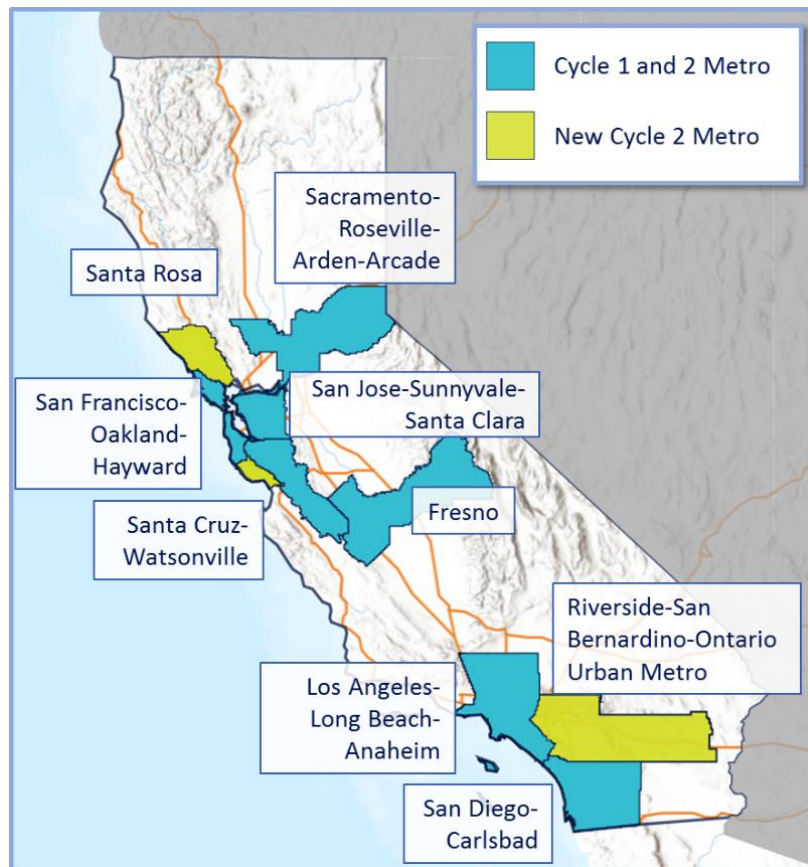 Cycle 1 and 2 Metro
New Cycle 2 Metro
Sacramento-
Roseville-
Arden-Arcade
Santa Rosa
San Francisco-
Oakland-
Hayward
San Jose-Sunnyvale-
Santa Clara
Santa Cruz-
Watsonville
Fresno
Riverside-San
Bernardino-Ontario
Urban Metro
Los Angeles-
Long Beach-
Anaheim
San Diego-
Carlsbad